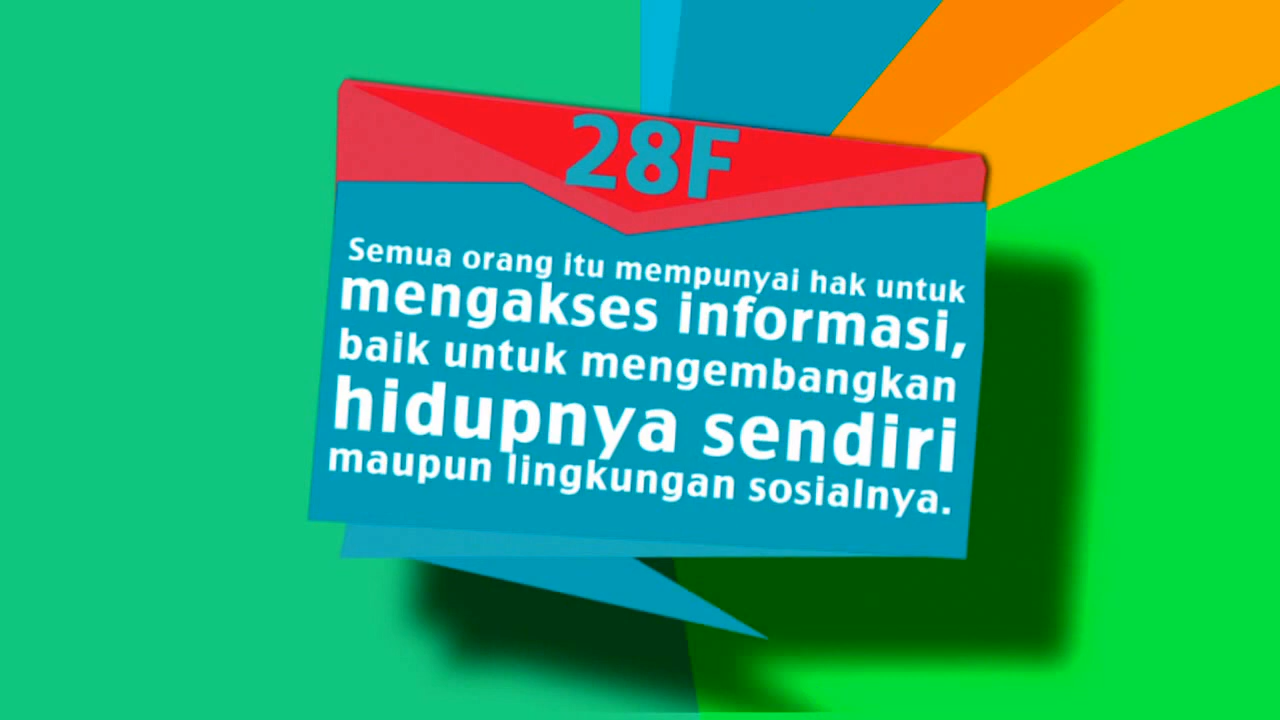 28F
Semua orang itu mempunyai hak untuk
mengakses informasi,
baik untuk mengembangkan
hidupnya sendiri
maupun lingkungan sosialnya.